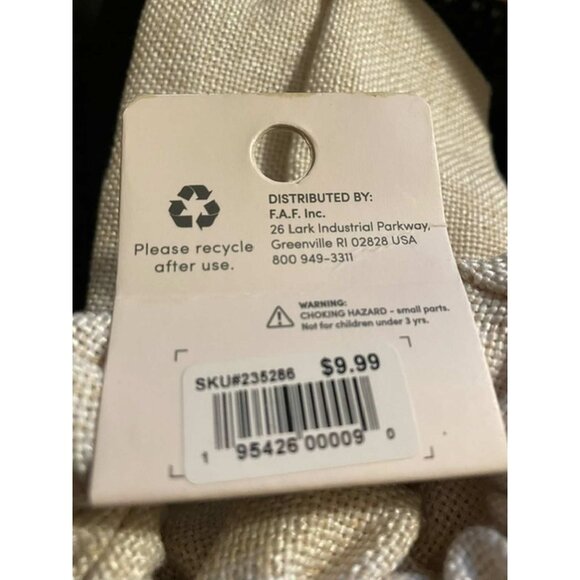 Please recycle
after use.
DISTRIBUTED BY:
F.A.F. Inc.
26 Lark Industrial Parkway,
Greenville RI 02828 USA
800 949-3311
WARNING:
CHOKING HAZARD - small parts.
Not for children under 3 yrs.
SKU#235286 $9.99
1 95426 00009 0